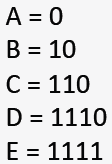 A = 0
B = 10
C = 110
D = 1110
E = 1111